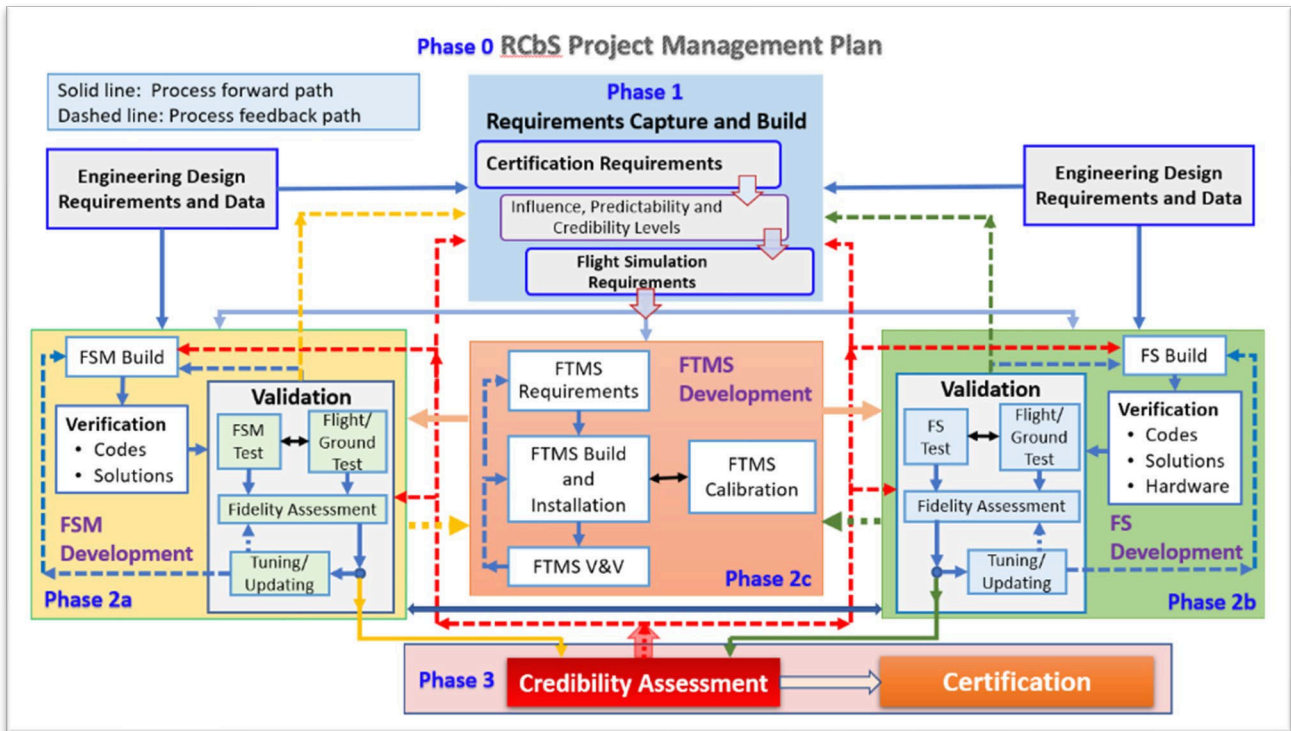 Phase 0 RCbS Project Management Plan
Solid line: Process forward path
Dashed line: Process feedback path
Phase 1
Requirements Capture and Build
Certification Requirements
Influence, Predictability and
Credibility Levels
Flight Simulation
Requirements
Engineering Design
Requirements and Data
Engineering Design
Requirements and Data
FSM Build
Verification
• Codes
• Solutions
Validation
FSM
Test
Flight/
Ground
Test
Fidelity Assessment
Tuning/
Updating
FSM
Development
Phase 2a
FTMS
Requirements
FTMS
Development
FTMS Build
and
Installation
FTMS
Calibration
FTMS V&V
Phase 2c
FS Build
Validation
FS
Test
Flight/
Ground
Test
Verification
• Codes
• Solutions
• Hardware
Fidelity Assessment
Tuning/
Updating
FS
Development
Phase 2b
Phase 3
Credibility Assessment
Certification